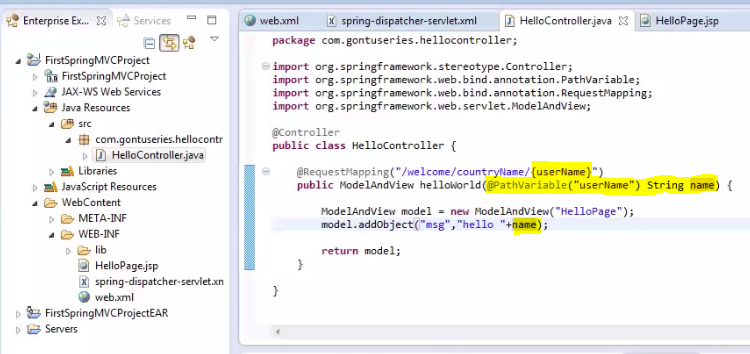 Enterprise Ex...
Services
FirstSpringMVCProject
FirstSpringMVCProject
JAX-WS Web Services
Java Resources
src
com.gontuseries.hellocontr
HelloController.java
Libraries
JavaScript Resources
WebContent
META-INF
WEB-INF
lib
HelloPage.jsp
spring-dispatcher-servlet.xn
web.xml
FirstSpringMVCProjectEAR
Servers
web.xml
spring-dispatcher-servlet.xml
HelloController.java
HelloPage.jsp
package com.gontuseries.hellocontroller;
import org.springframework.stereotype.Controller;
import org.springframework.web.bind.annotation.PathVariable;
import org.springframework.web.bind.annotation.RequestMapping;
import org.springframework.web.servlet.ModelAndView;
@Controller
public class HelloController {
@RequestMapping("/welcome/countryName/{userName}")
public ModelAndView helloWorld(@PathVariable("userName") String name) {
ModelAndView model = new ModelAndView("HelloPage");
model.addObject("msg","hello "+name);
return model;
}
}